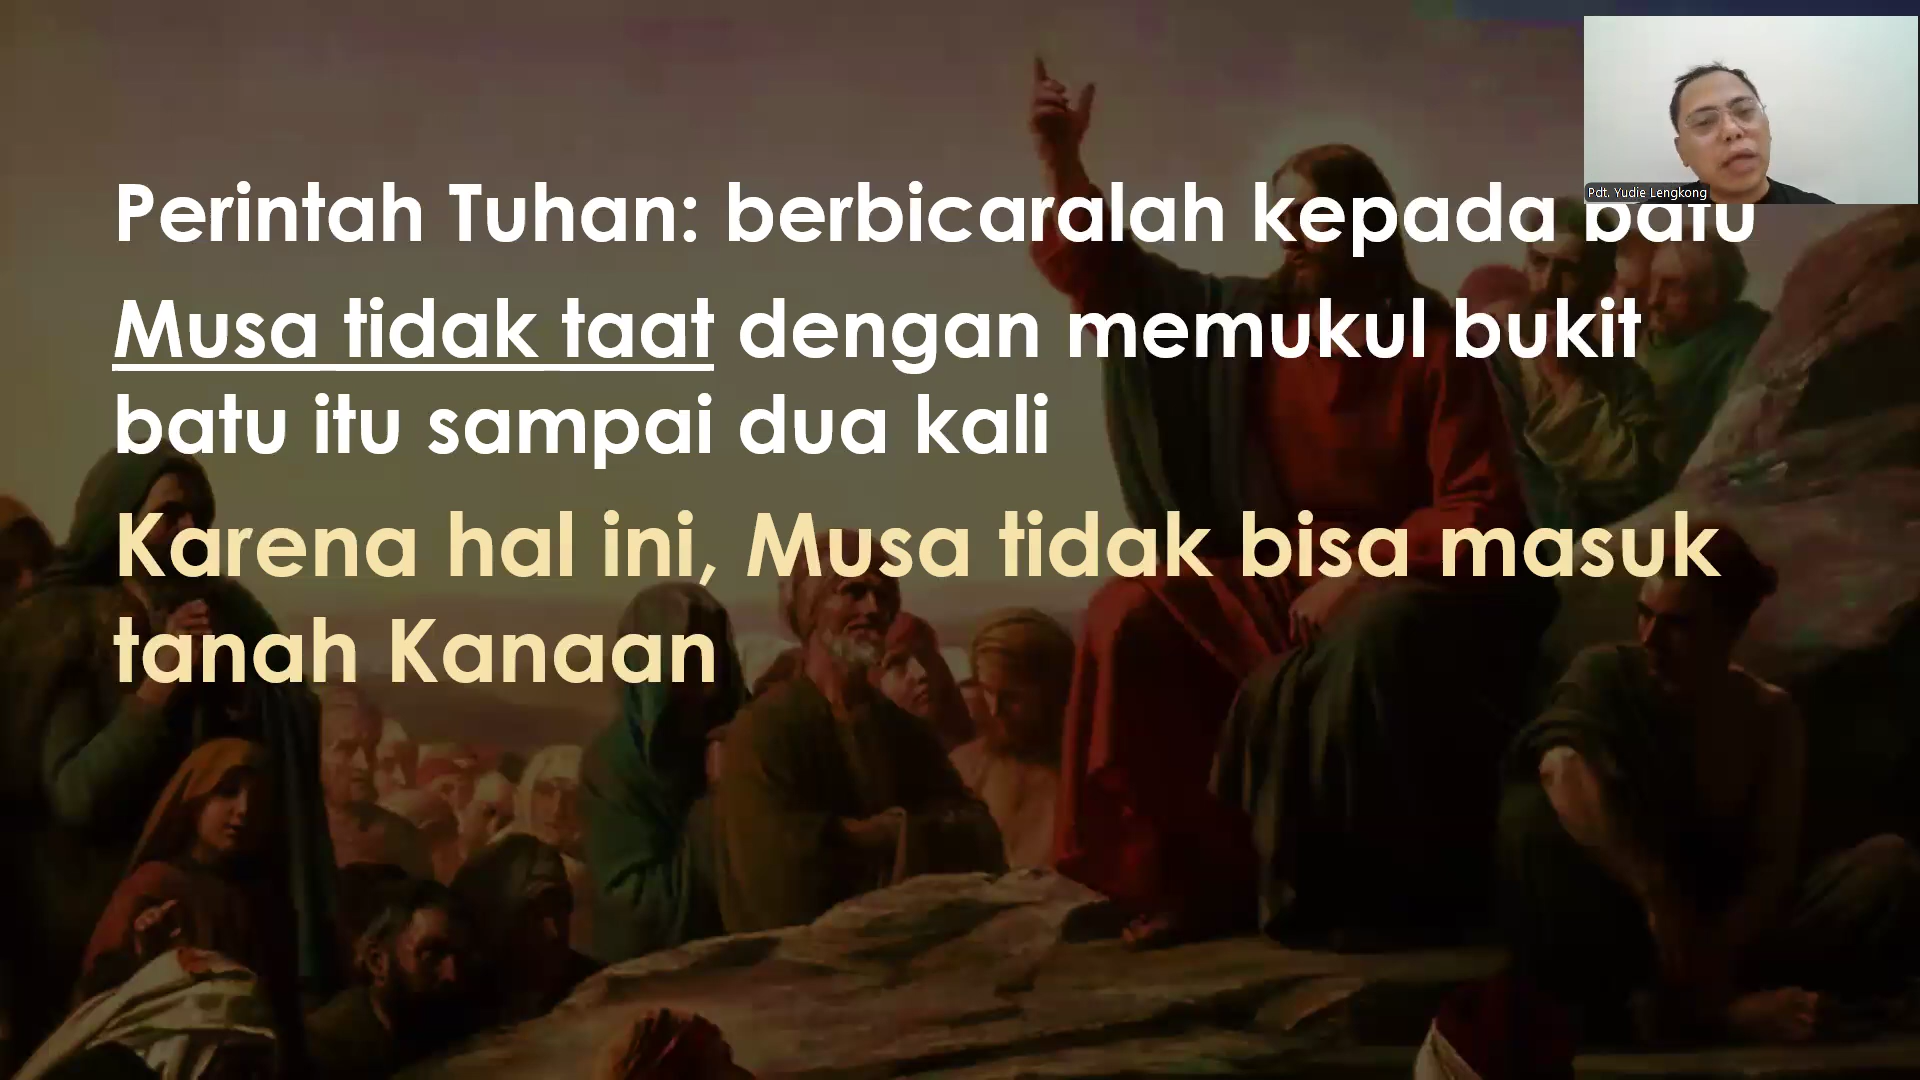 Perintah Tuhan: berbicaralah kepada batu
Pdt. Yudie Lengkong
Musa tidak taat dengan memukul bukit
batu itu sampai dua kali
Karena hal ini, Musa tidak bisa masuk
tanah Kanaan